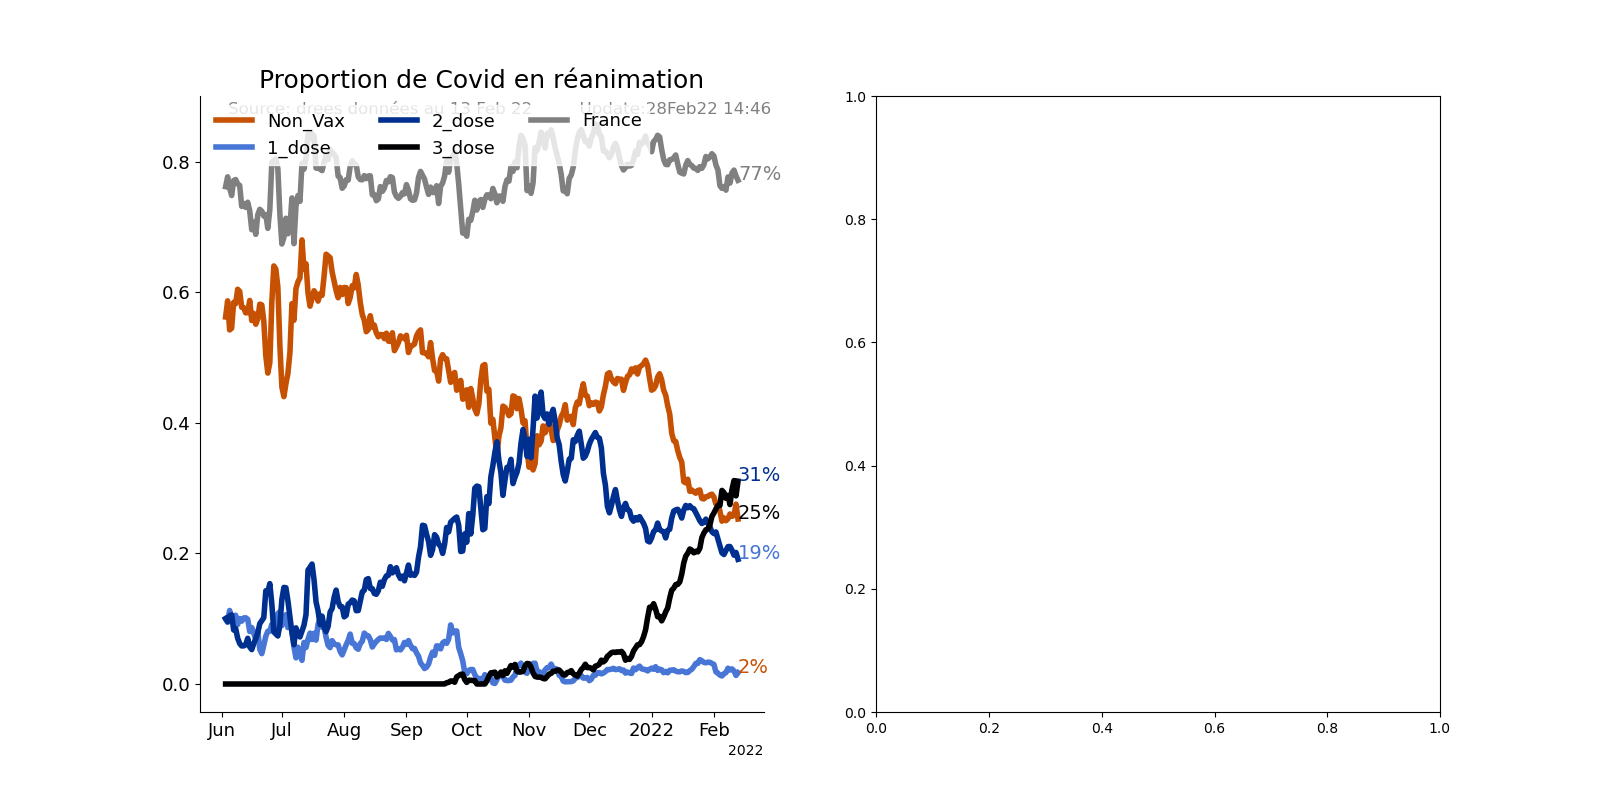 Proportion de Covid en réanimation
Source: drees données au 13 Feb 22 Update:28Feb22 14:46
Non_Vax 2_dose France
1_dose 3_dose
0.8
0.6
0.4
0.2
0.0
77%
31%
25%
19%
2%
Jun Jul Aug Sep Oct Nov Dec 2022 Feb
2022
1.0
0.8
0.6
0.4
0.2
0.0
0.0 0.2 0.4 0.6 0.8 1.0